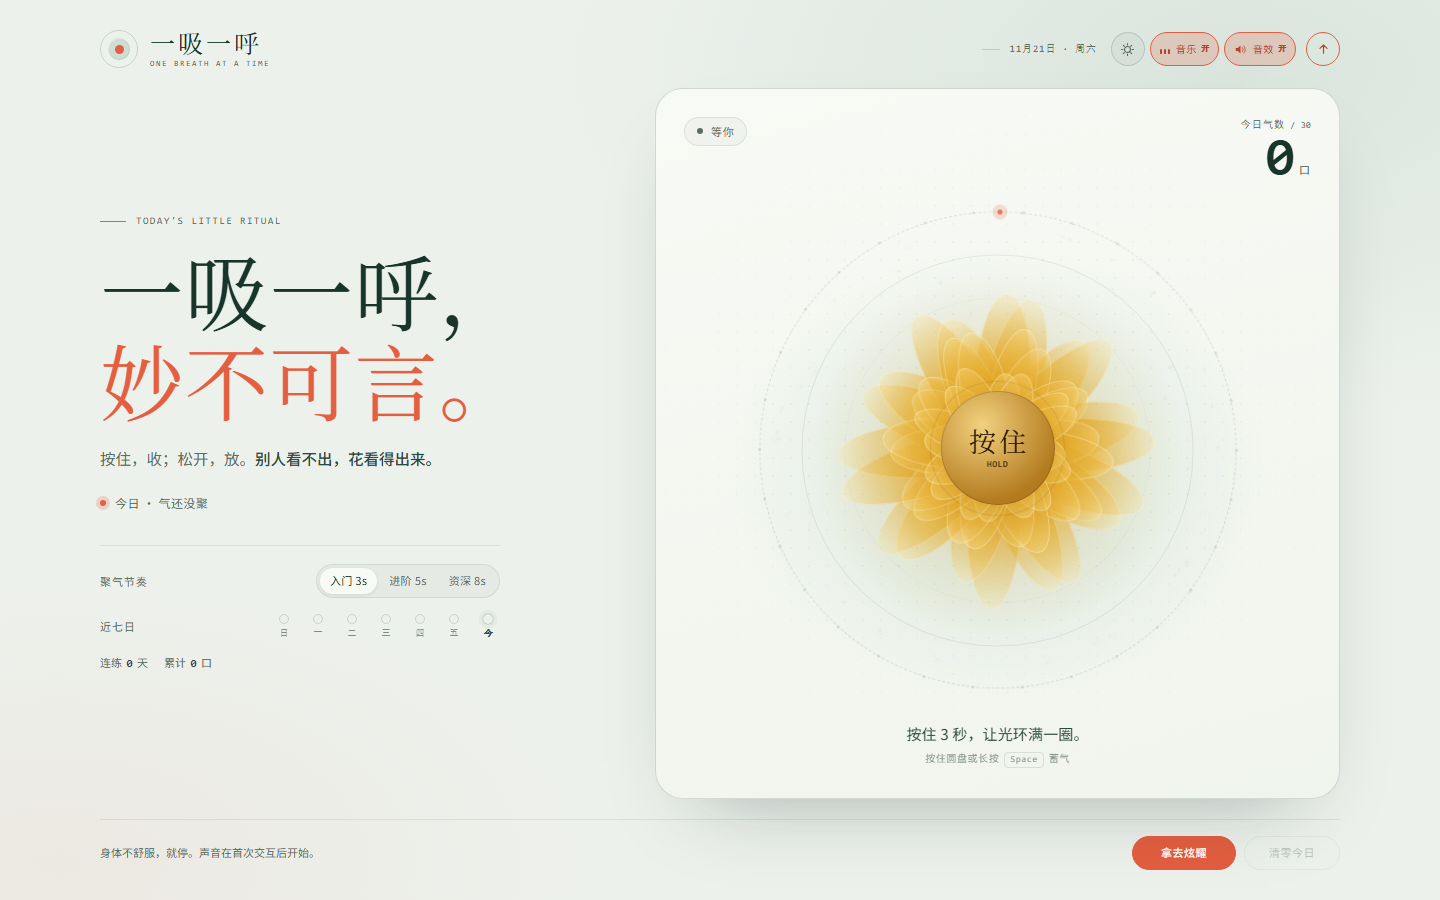 一吸一呼
ONE BREATH AT A TIME
11月21日 · 周六
音乐 开
音效 开
等你
今日气数 / 30
0 口
TODAY'S LITTLE RITUAL
一吸一呼，
妙不可言。
按住，收；松开，放。别人看不出，花看得出来。
今日 · 气还没聚
按住
HOLD
聚气节奏
入门 3s 进阶 5s 资深 8s
近七日
日 一 二 三 四 五 今
连练 0 天 累计 0 口
按住 3 秒，让光环满一圈。
按住圆盘或长按 Space 蓄气
身体不舒服，就停。声音在首次交互后开始。
拿去炫耀
清零今日